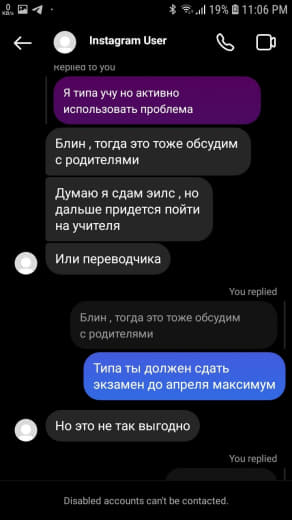 0
KB/s
19%
11:06 PM
Instagram User
Replied to you
Я типа учу но активно
использовать проблема
Блин , тогда это тоже обсудим
с родителями
Думаю я сдам эилс , но
дальше придется пойти
на учителя
Или переводчика
You replied
Блин , тогда это тоже обсудим
с родителями
Типа ты должен сдать
экзамен до апреля максимум
Но это не так выгодно
You replied
Disabled accounts can't be contacted.